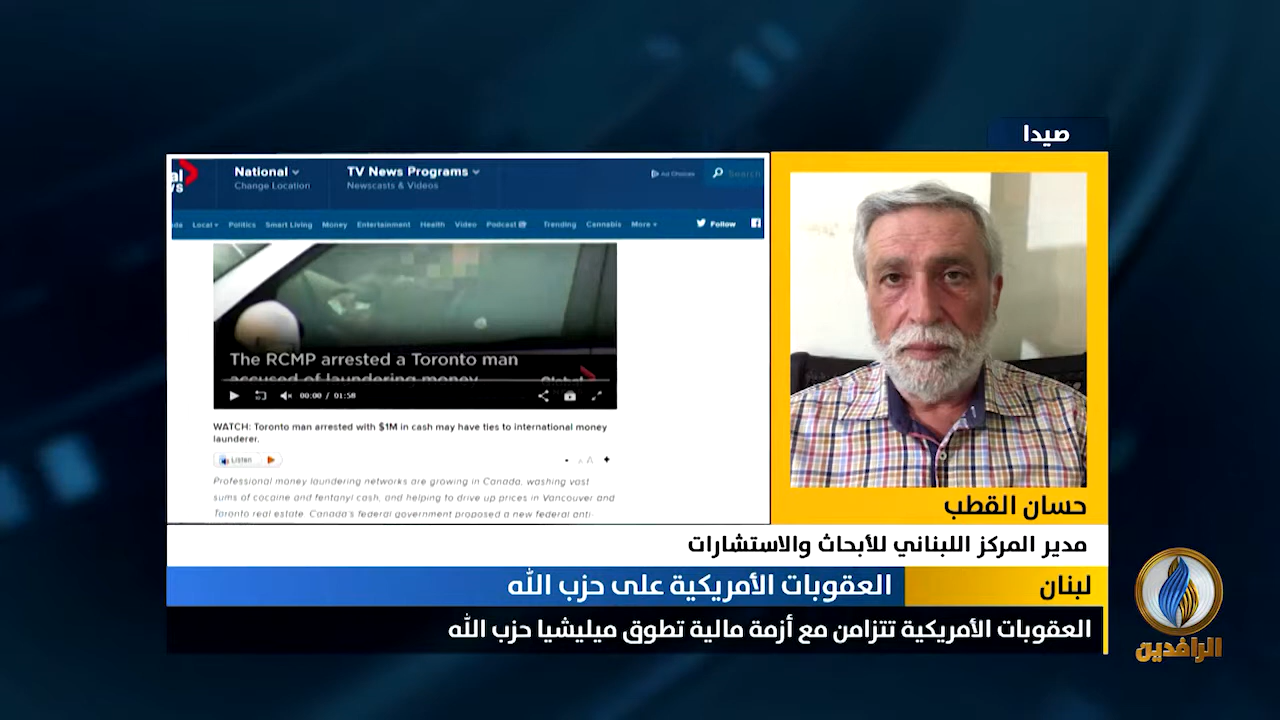 صيدا
National
Change Location
TV News Programs
Newscasts & Videos
Ad Choices
Search
Local
Politics
Smart Living
Money
Entertainment
Health
Video
Podcast
Trending
Cannabis
More
Follow
The RCMP arrested a Toronto man
accused of laundering money
00:00 / 01:58
WATCH: Toronto man arrested with $1M in cash may have ties to international money
launderer.
Listen
Professional money laundering networks are growing in Canada, washing vast
sums of cocaine and fentanyl cash, and helping to drive up prices in Vancouver and
Toronto real estate. Canada's federal government proposed a new federal anti-
حسان القطب
مدير المركز اللبناني للأبحاث والاستشارات
لبنان
العقوبات الأمريكية على حزب الله
العقوبات الأمريكية تتزامن مع أزمة مالية تطوق ميليشيا حزب الله
الرافدين